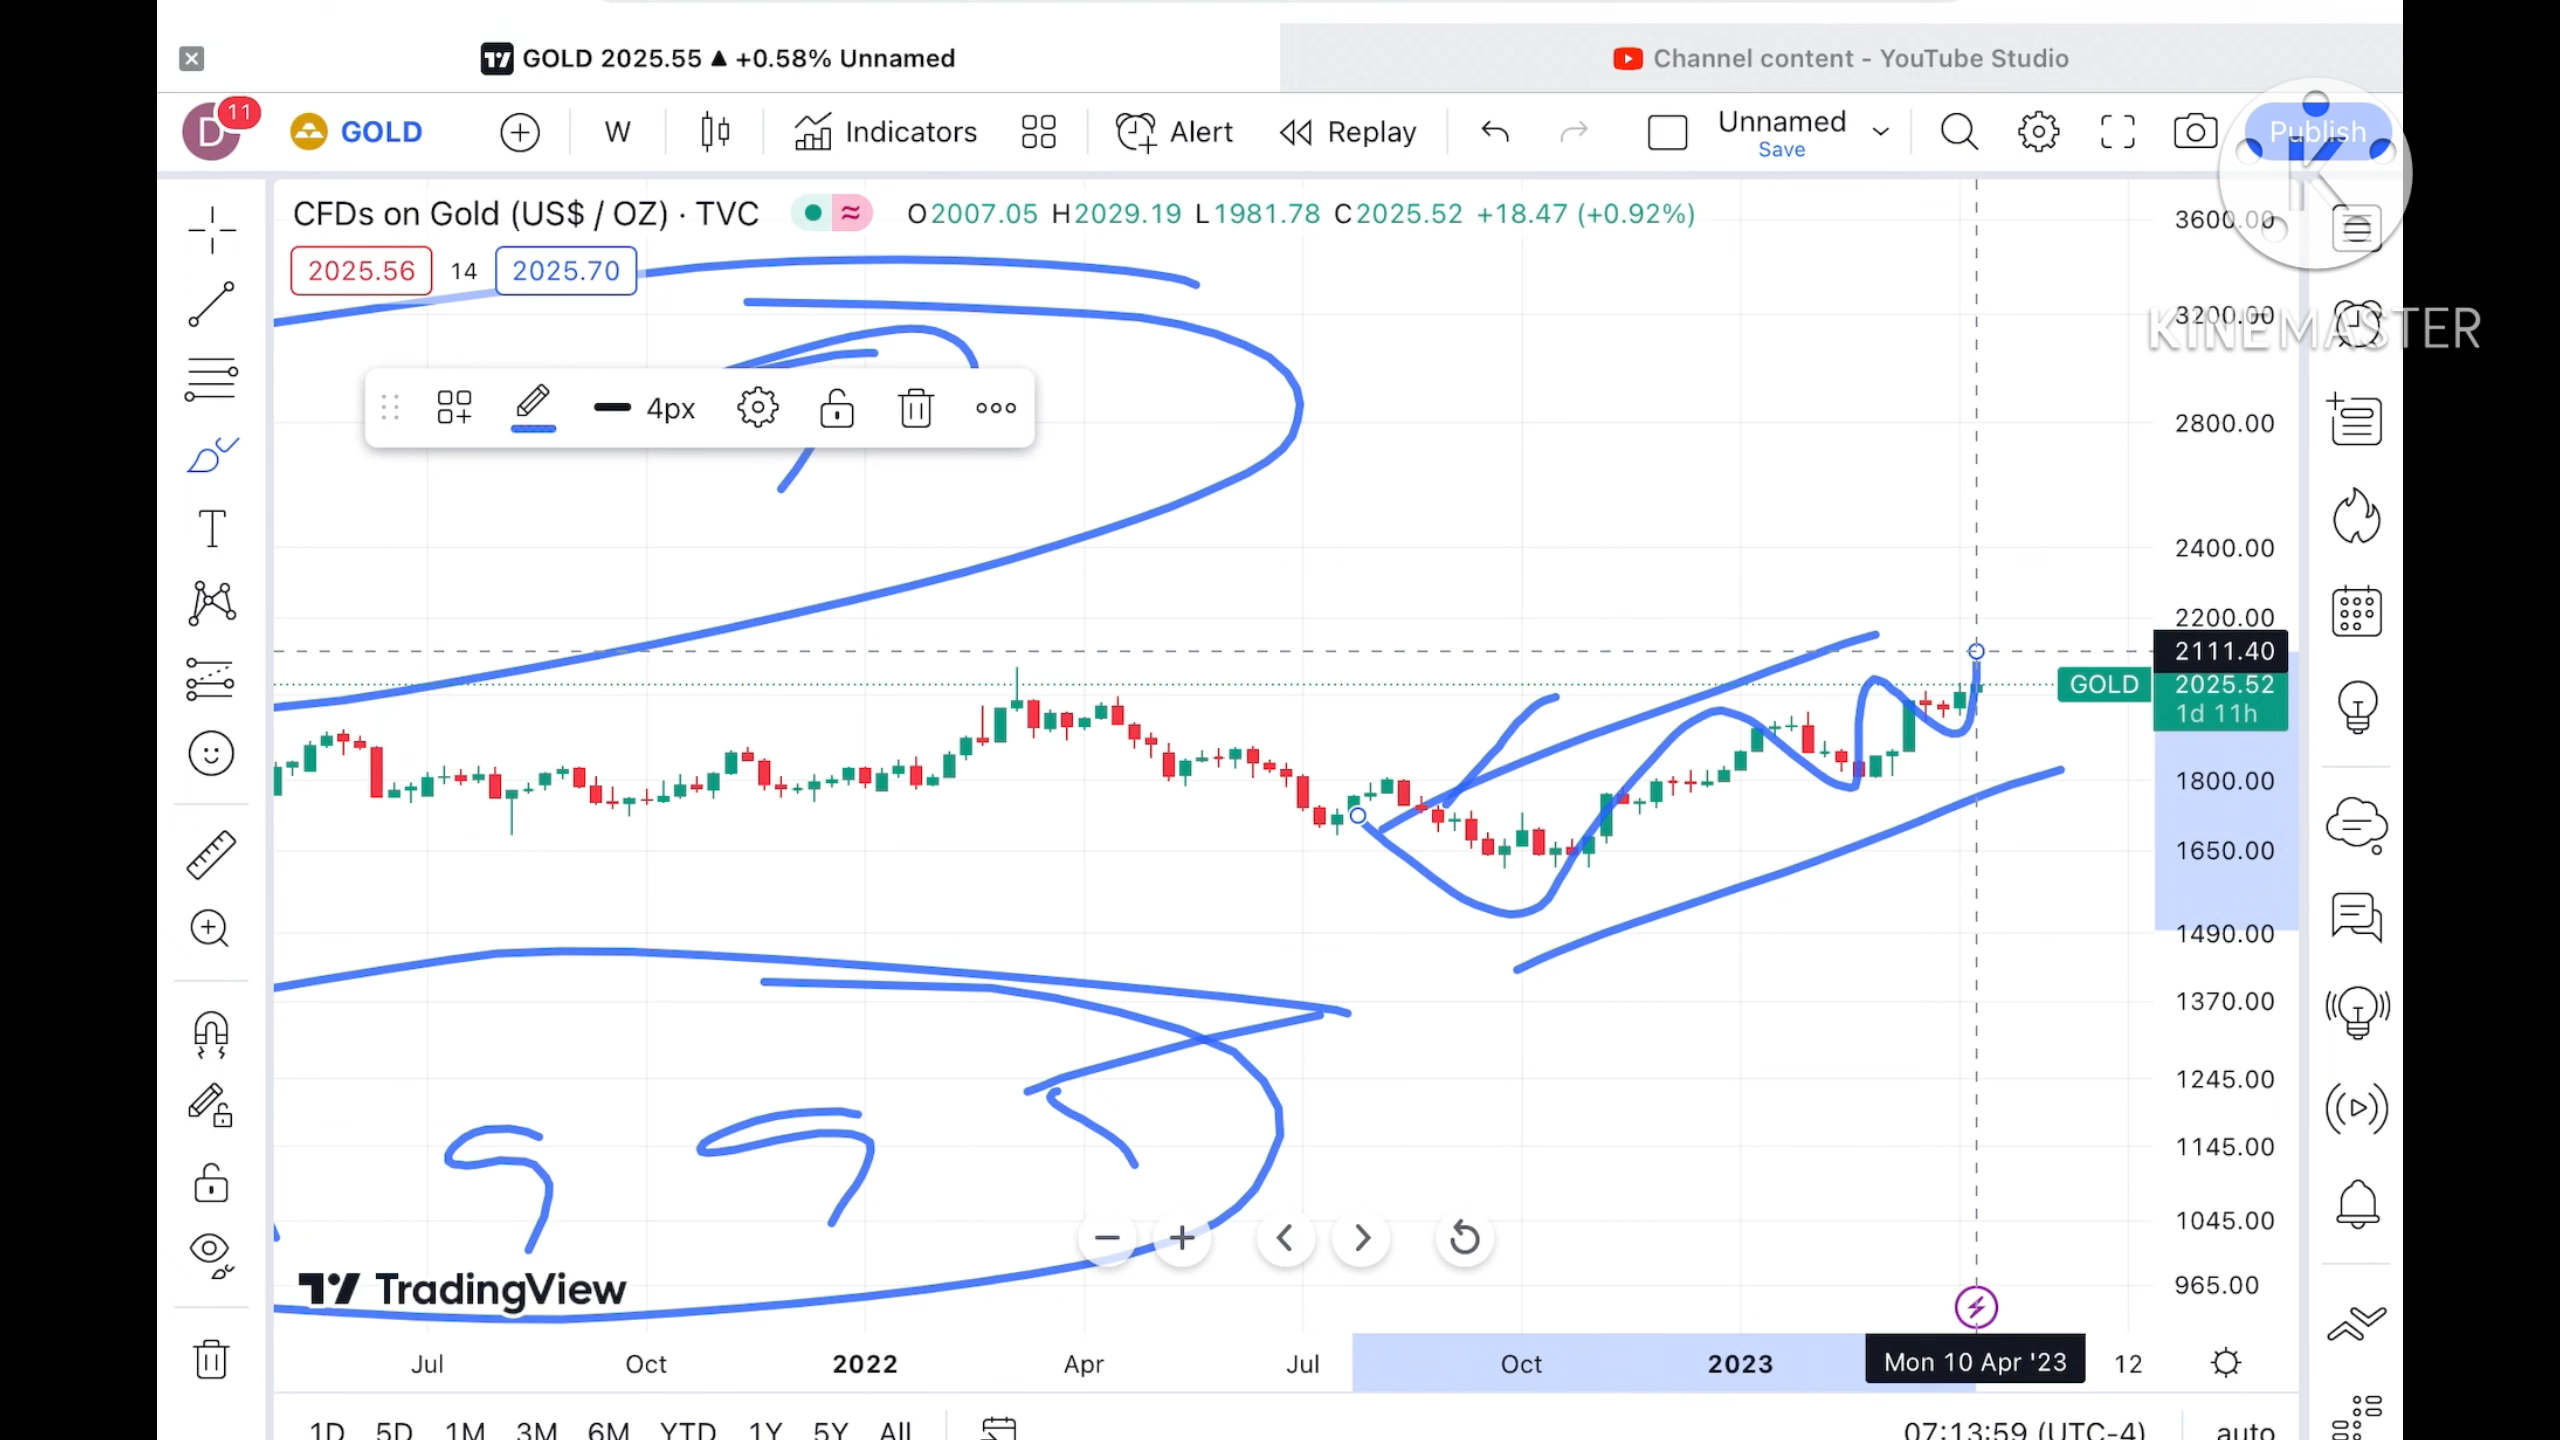 GOLD 2025.55 ▲ +0.58% Unnamed
Channel content - YouTube Studio
D 11 GOLD W Indicators Alert Replay Unnamed Save Publish
K
KINEMASTER
CFDs on Gold (US$ / OZ) · TVC O2007.05 H2029.19 L1981.78 C2025.52 +18.47 (+0.92%)
2025.56 14 2025.70
4px
T
3600.00
3200.00
2800.00
2400.00
2200.00
2111.40
GOLD 2025.52
1d 11h
1800.00
1650.00
1490.00
1370.00
1245.00
1145.00
1045.00
965.00
TradingView
Jul Oct 2022 Apr Jul Oct 2023 Mon 10 Apr '23 12
1D 5D 1M 3M 6M YTD 1Y 5Y All 07:13:59 (UTC-4) auto